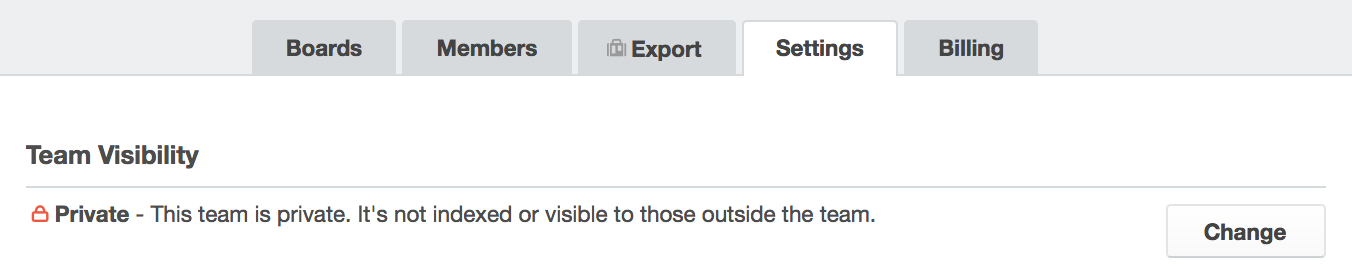 Boards Members Export Settings Billing
Team Visibility
Private - This team is private. It's not indexed or visible to those outside the team.
Change